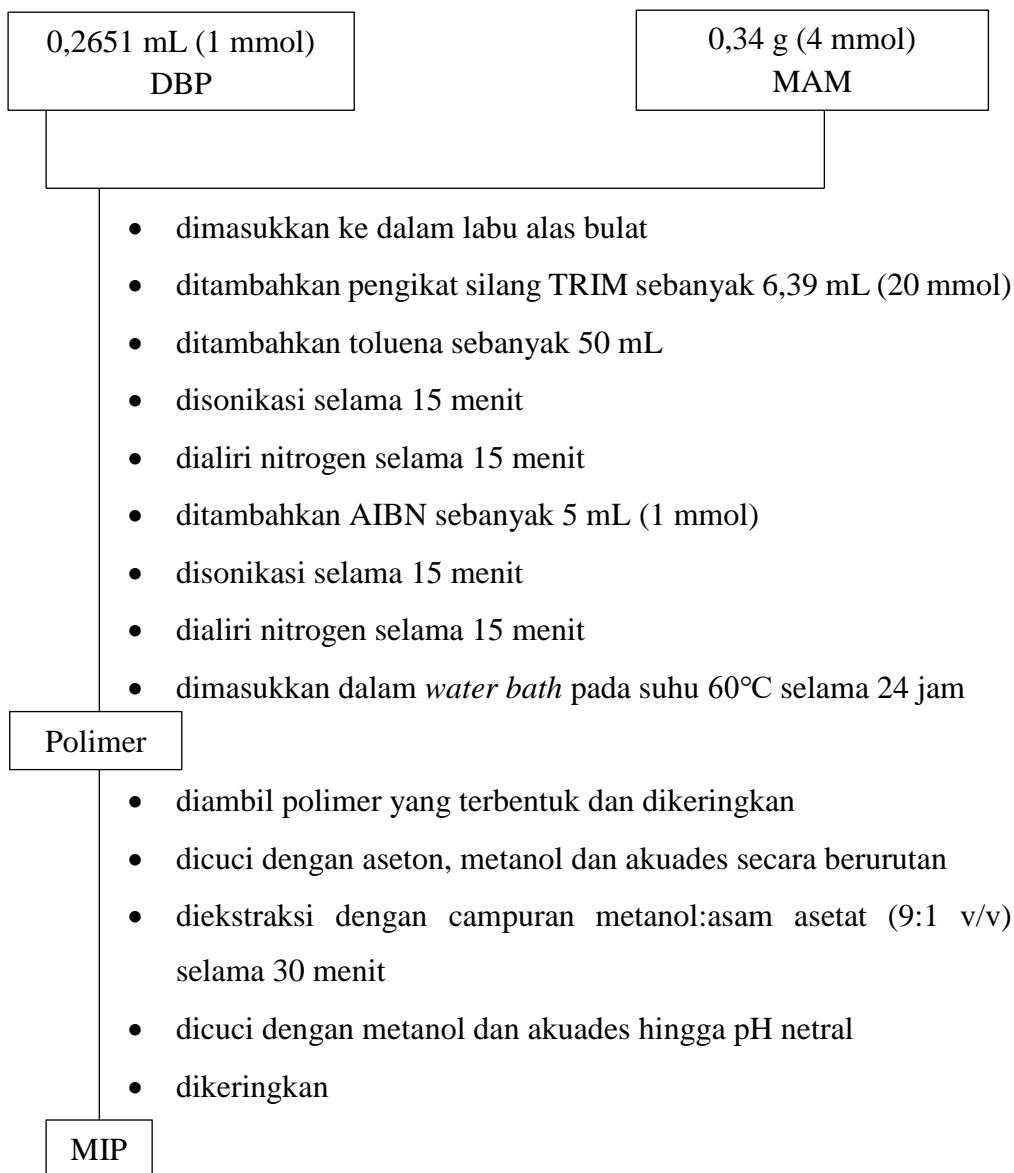 0,2651 mL (1 mmol)
DBP
0,34 g (4 mmol)
MAM
• dimasukkan ke dalam labu alas bulat
• ditambahkan pengikat silang TRIM sebanyak 6,39 mL (20 mmol)
• ditambahkan toluena sebanyak 50 mL
• disonikasi selama 15 menit
• dialiri nitrogen selama 15 menit
• ditambahkan AIBN sebanyak 5 mL (1 mmol)
• disonikasi selama 15 menit
• dialiri nitrogen selama 15 menit
• dimasukkan dalam water bath pada suhu 60°C selama 24 jam
Polimer
• diambil polimer yang terbentuk dan dikeringkan
• dicuci dengan aseton, metanol dan akuades secara berurutan
• diekstraksi dengan campuran metanol:asam asetat (9:1 v/v)
selama 30 menit
• dicuci dengan metanol dan akuades hingga pH netral
• dikeringkan
MIP